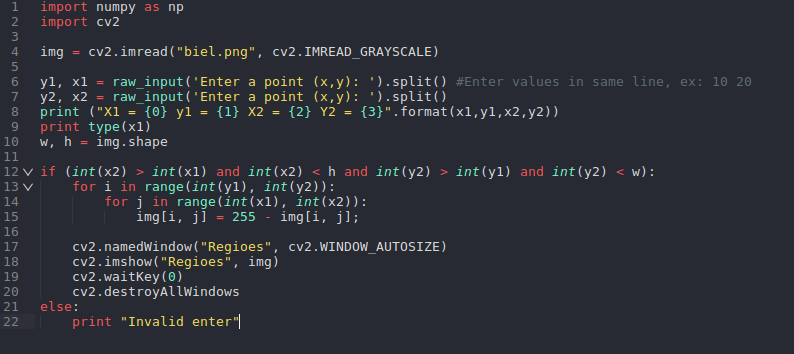 1 import numpy as np
2 import cv2
3
4 img = cv2.imread("biel.png", cv2.IMREAD_GRAYSCALE)
5
6 y1, x1 = raw_input('Enter a point (x,y): ').split() #Enter values in same line, ex: 10 20
7 y2, x2 = raw_input('Enter a point (x,y): ').split()
8 print ("X1 = {0} y1 = {1} X2 = {2} Y2 = {3}".format(x1,y1,x2,y2))
9 print type(x1)
10 w, h = img.shape
11
12 if (int(x2) > int(x1) and int(x2) < h and int(y2) > int(y1) and int(y2) < w):
13     for i in range(int(y1), int(y2)):
14         for j in range(int(x1), int(x2)):
15             img[i, j] = 255 - img[i, j];
16
17     cv2.namedWindow("Regioes", cv2.WINDOW_AUTOSIZE)
18     cv2.imshow("Regioes", img)
19     cv2.waitKey(0)
20     cv2.destroyAllWindows
21 else:
22     print "Invalid enter"